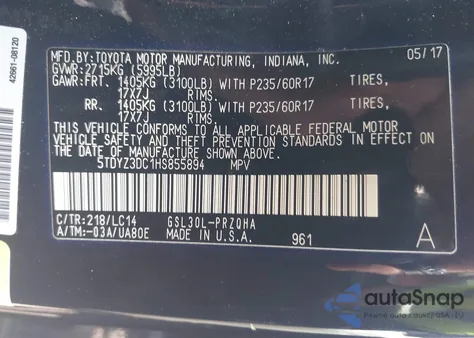 42661-08120
MFD.BY:TOYOTA MOTOR MANUFACTURING, INDIANA, INC. 05/17
GVWR:2715KG (5995LB)
GAWR:FRT. 1405KG (3100LB) WITH P235/60R17 TIRES,
17X7J RIMS
RR. 1405KG (3100LB) WITH P235/60R17 TIRES,
17X7J RIMS
THIS VEHICLE CONFORMS TO ALL APPLICABLE FEDERAL MOTOR
VEHICLE SAFETY AND THEFT PREVENTION STANDARDS IN EFFECT ON
THE DATE OF MANUFACTURE SHOWN ABOVE.
5TDYZ3DC1HS855894 MPV
C/TR:218/LC14 GSL30L-PRZQHA
A/TM:-03A/UA80E MADE IN U.S.A. 961 A
autoSnap